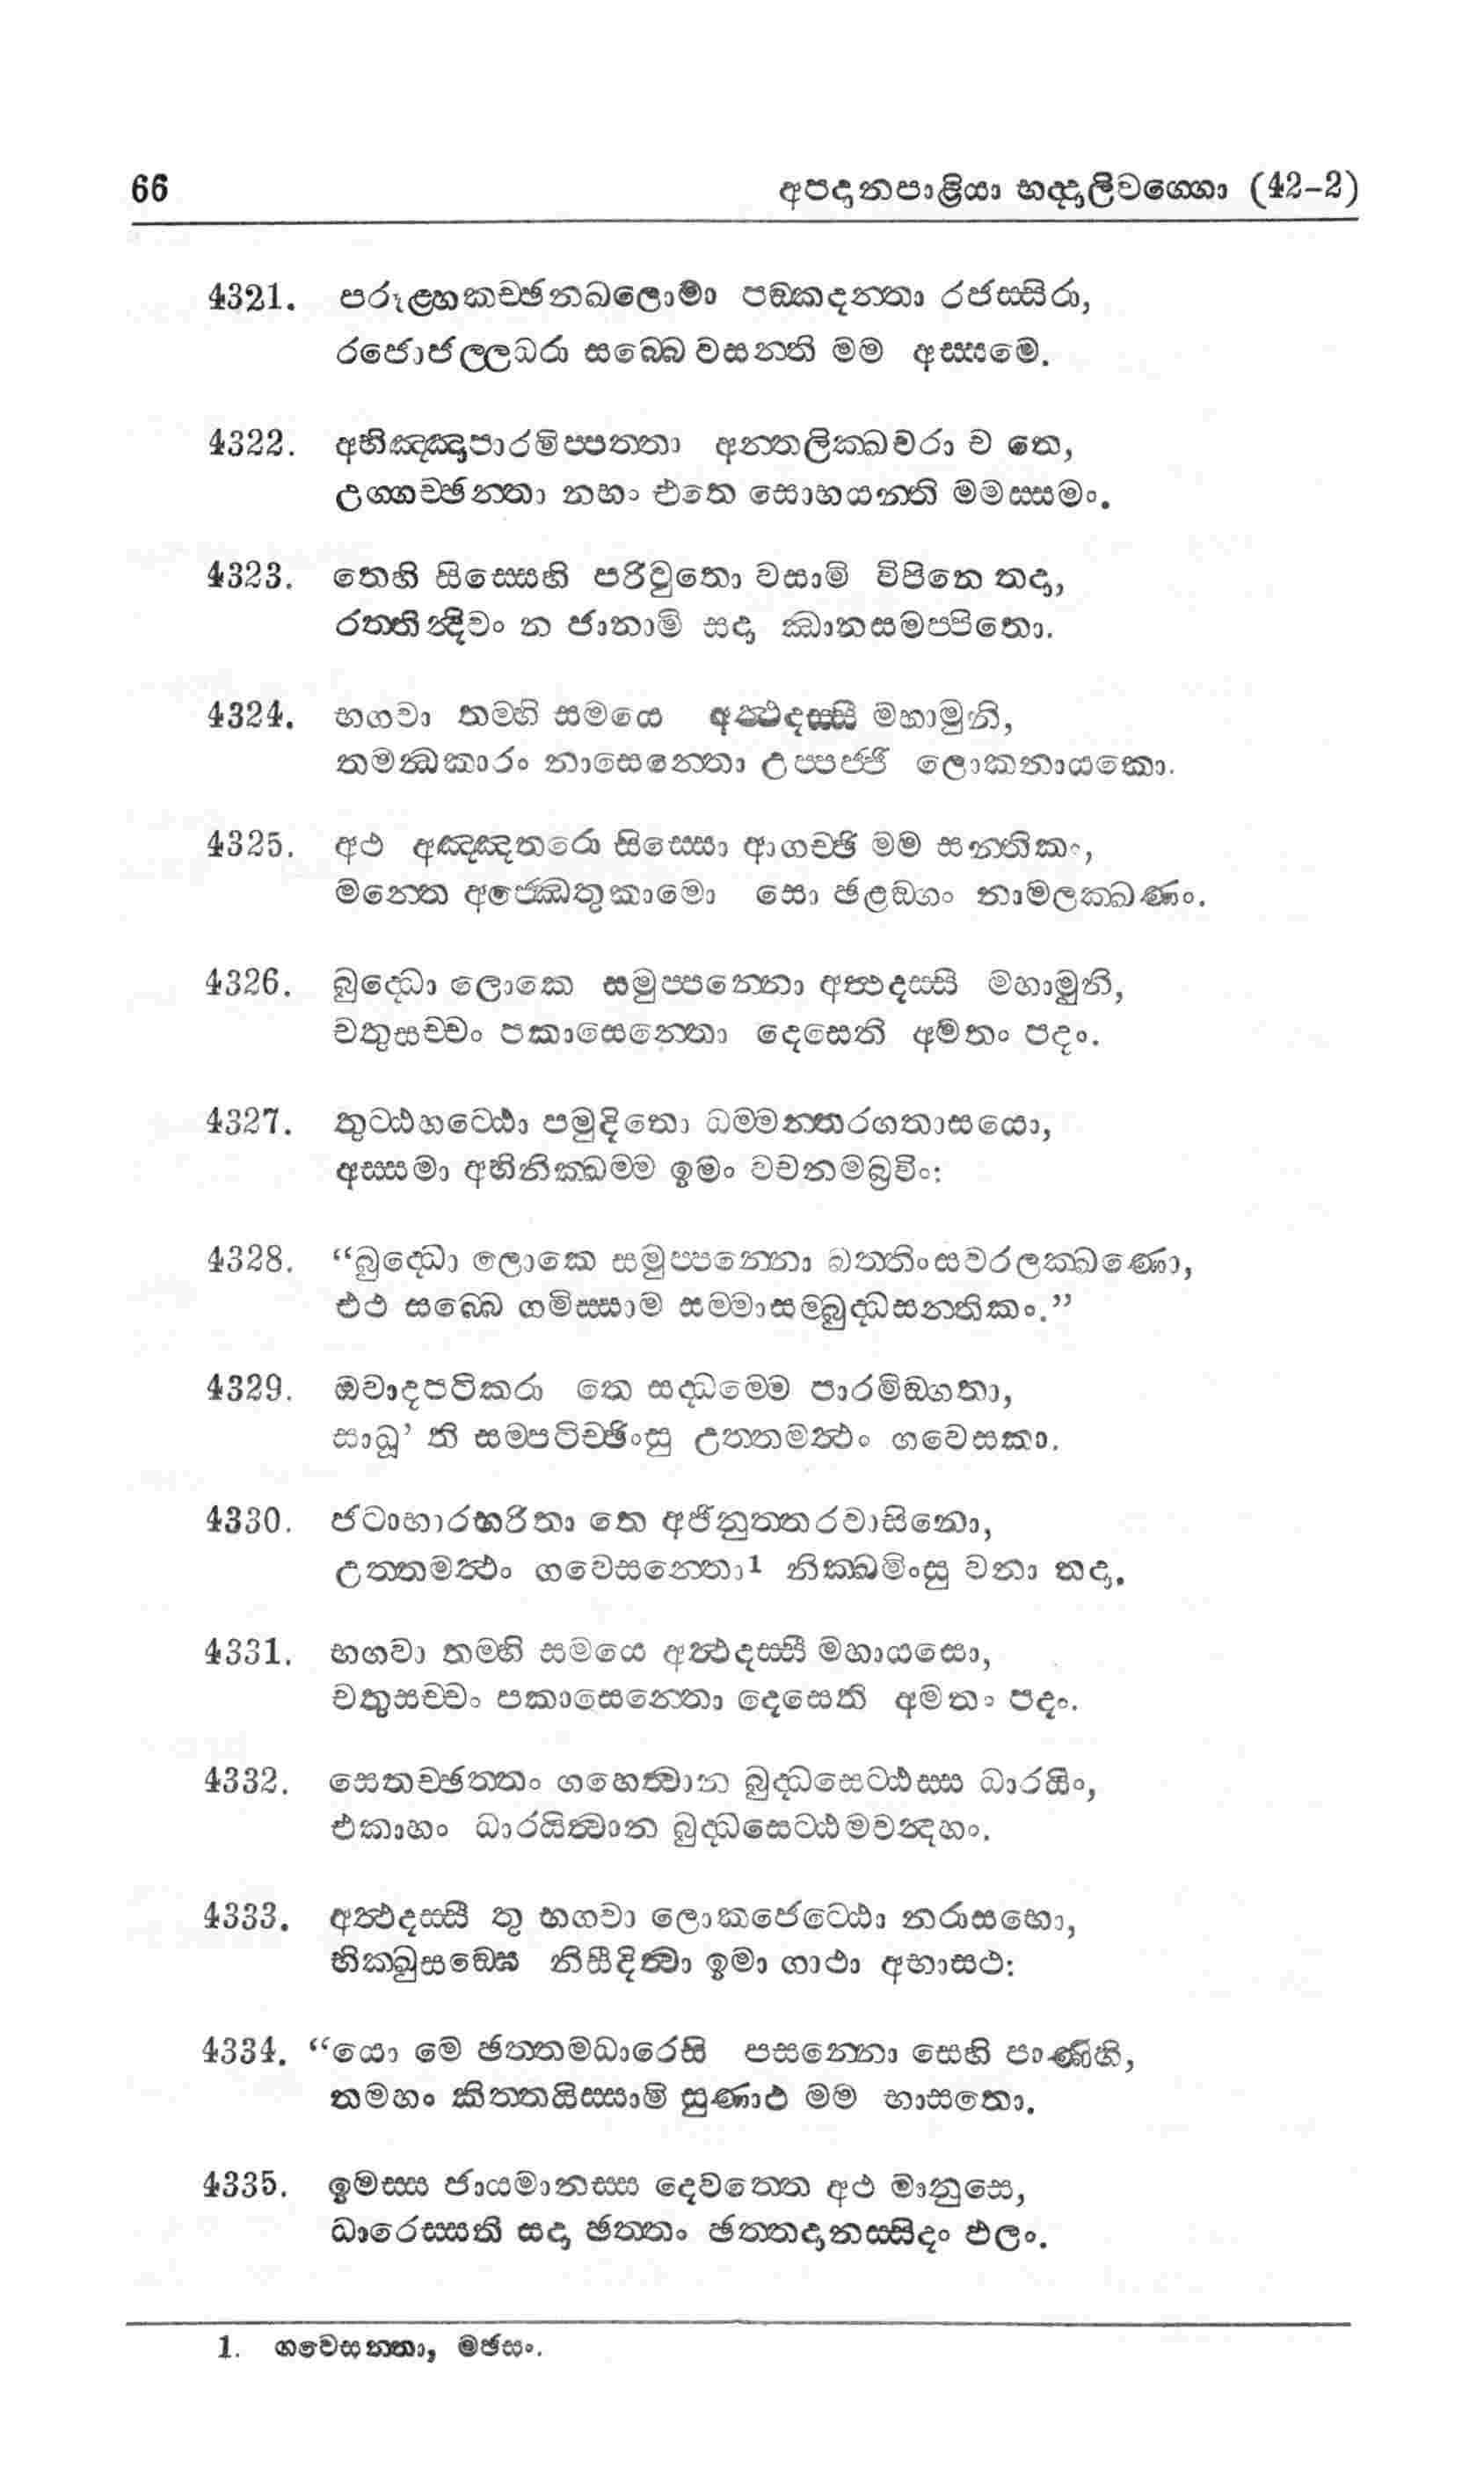 66 අපදානපාළියා භද්දාලිවග්ගො (42-2)
4321. පරූළ්හකච්ඡනඛලොමා පඞ්කදන්තා රජස්සිරා,
රජොජල්ලධරා සබ්බෙ වසන්ති මම අස්සමෙ.
4322. අභිඤ්ඤාපාරමිප්පත්තා අන්තලික්ඛචරා ච තෙ,
උග්ගච්ඡන්තා නභං එතෙ සොභයන්ති මමස්සමං.
4323. තෙහි සිස්සෙහි පරිවුතො වසාමි විපිනෙ තදා,
රත්තින්දිවං න ජානාමි සදා ඣානසමප්පිතො.
4324. භගවා තම්හි සමයෙ අත්ථදස්සී මහාමුනි,
තමන්ධකාරං නාසෙන්තො උප්පජ්ජි ලොකනායකො.
4325. අථ අඤ්ඤතරො සිස්සො ආගච්ඡි මම සන්තිකං,
මන්තෙ අජ්ඣෙතුකාමො සො ඡළඞ්ගං නාමලක්ඛණං.
4326. බුද්ධො ලොකෙ සමුප්පන්නො අත්ථදස්සි මහාමුනි,
චතුසච්චං පකාසෙන්තො දෙසෙති අමතං පදං.
4327. තුට්ඨහට්ඨො පමුදිතො ධම්මන්තරගතාසයො,
අස්සමා අභිනික්ඛම්ම ඉමං වචනමබ්‍රවිං:
4328. “බුද්ධො ලොකෙ සමුප්පන්නො බත්තිංසවරලක්ඛණො,
එථ සබ්බෙ ගමිස්සාම සම්මාසම්බුද්ධසන්තිකං.”
4329. ඔවාදපටිකරා තෙ සද්ධම්මෙ පාරමිඞ්ගතා,
සාධූ’ ති සම්පටිච්ඡිංසු උත්තමත්ථං ගවෙසකා.
4330. ජටාභාරභරිතා තෙ අජිනුත්තරවාසිනො,
උත්තමත්ථං ගවෙසන්තො1 නික්ඛමිංසු වනා තදා.
4331. භගවා තම්හි සමයෙ අත්ථදස්සී මහායසො,
චතුසච්චං පකාසෙන්තො දෙසෙති අමතං පදං.
4332. සෙතච්ඡත්තං ගහෙත්වාන බුද්ධසෙට්ඨස්ස ධාරයිං,
එකාහං ධාරයිත්වාන බුද්ධසෙට්ඨමවන්දහං.
4333. අත්ථදස්සී තු භගවා ලොකජෙට්ඨො නරාසභො,
භික්ඛුසඞ්ඝෙ නිසීදිත්වා ඉමා ගාථා අභාසථ:
4334. “යො මෙ ඡත්තමධාරෙසි පසන්නො සෙහි පාණිහි,
තමහං කිත්තයිස්සාමි සුණාථ මම භාසතො.
4335. ඉමස්ස ජායමානස්ස දෙවත්තෙ අථ මානුසෙ,
ධාරෙස්සති සදා ඡත්තං ඡත්තදානස්සිදං ඵලං.
1. ගවෙසන්තා, මඡසං.